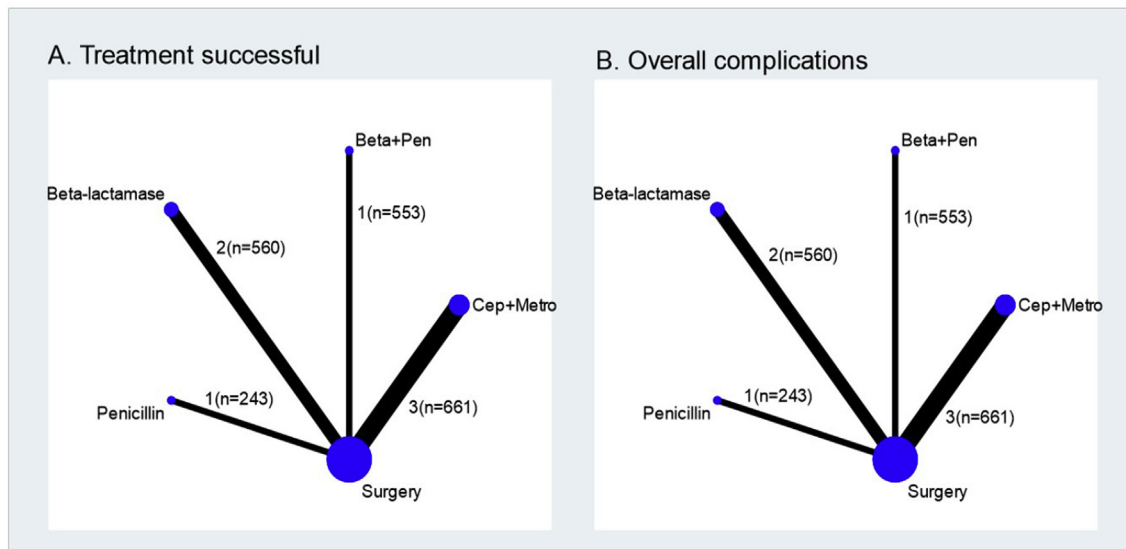 A. Treatment successful
Beta+Pen
Beta-lactamase
1(n=553)
2(n=560)
Cep+Metro
1(n=243)
Penicillin
3(n=661)
Surgery
B. Overall complications
Beta+Pen
Beta-lactamase
1(n=553)
2(n=560)
Cep+Metro
1(n=243)
Penicillin
3(n=661)
Surgery